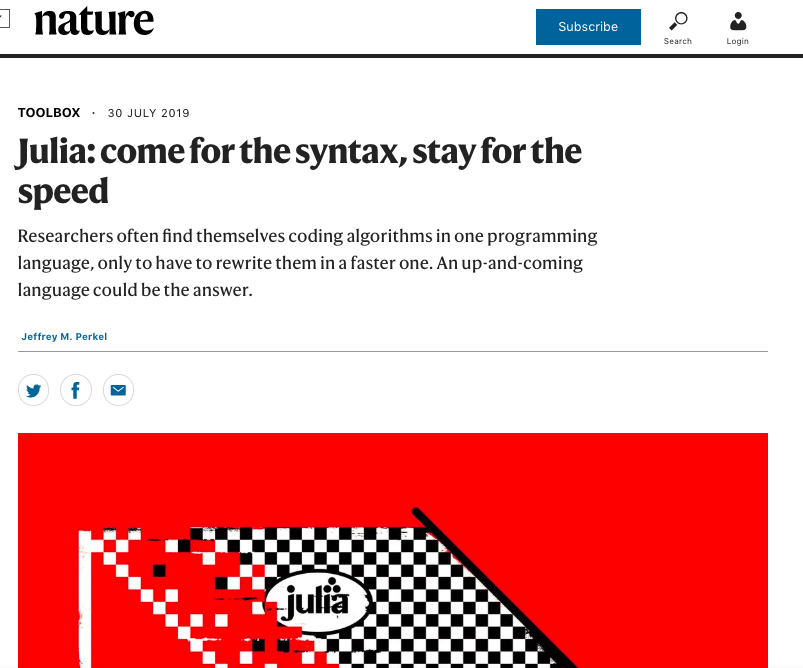 nature
Subscribe
Search
Login
TOOLBOX · 30 JULY 2019
Julia: come for the syntax, stay for the
speed
Researchers often find themselves coding algorithms in one programming
language, only to have to rewrite them in a faster one. An up-and-coming
language could be the answer.
Jeffrey M. Perkel
julia